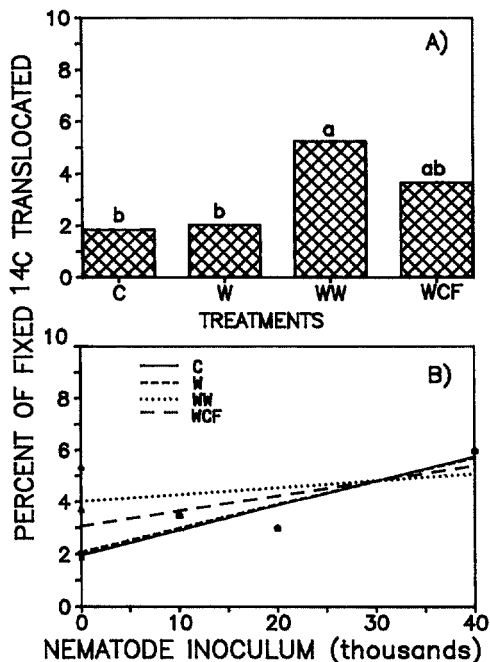 PERCENT OF FIXED 14C TRANSLOCATED
A)
10
8
6
4
2
0
b
b
a
ab
C
W
WW
WCF
TREATMENTS
B)
10
8
6
4
2
0
C
W
WW
WCF
0
10
20
30
40
NEMATODE INOCULUM (thousands)